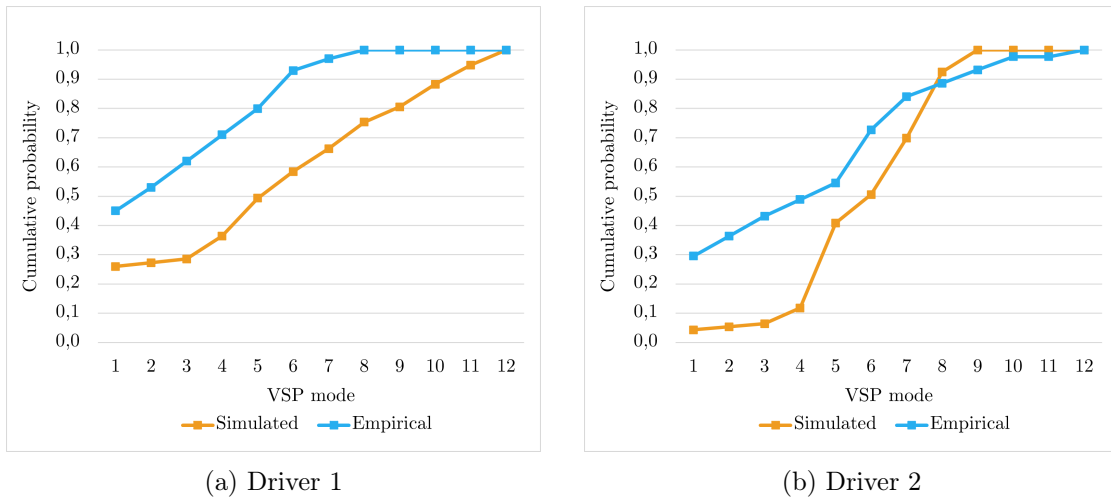 1,0
0,9
0,8
0,7
0,6
0,5
0,4
0,3
0,2
0,1
0,0
Cumulative probability
1 2 3 4 5 6 7 8 9 10 11 12
VSP mode
Simulated Empirical
(a) Driver 1
1,0
0,9
0,8
0,7
0,6
0,5
0,4
0,3
0,2
0,1
0,0
Cumulative probability
1 2 3 4 5 6 7 8 9 10 11 12
VSP mode
Simulated Empirical
(b) Driver 2